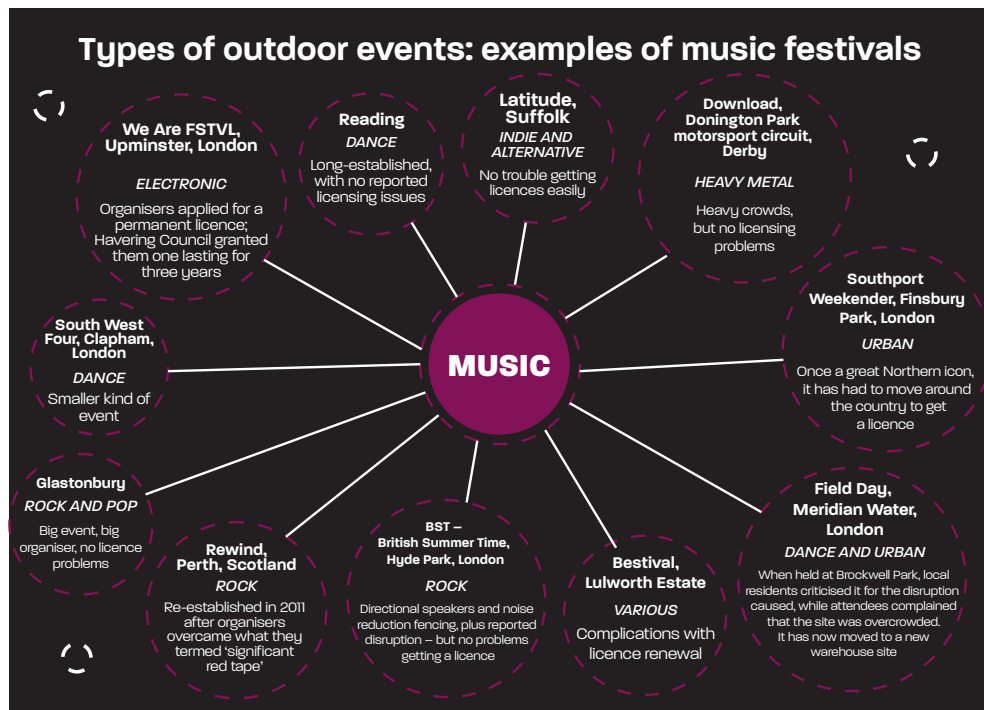 Types of outdoor events: examples of music festivals
We Are FSTVL,
Upminster, London
ELECTRONIC
Organisers applied for a
permanent licence;
Havering Council granted
them one lasting for
three years
Reading
DANCE
Long-established,
with no reported
licensing issues
Latitude,
Suffolk
INDIE AND
ALTERNATIVE
No trouble getting
licences easily
Download,
Donington Park
motorsport circuit,
Derby
HEAVY METAL
Heavy crowds,
but no licensing
problems
Southport
Weekender, Finsbury
Park, London
URBAN
Once a great Northern icon,
it has had to move around
the country to get
a licence
South West
Four, Clapham,
London
DANCE
Smaller kind of
event
MUSIC
Glastonbury
ROCK AND POP
Big event, big
organiser, no licence
problems
Rewind,
Perth, Scotland
ROCK
Re-established in 2011
after organisers
overcame what they
termed ‘significant
red tape’
BST –
British Summer Time,
Hyde Park, London
ROCK
Directional speakers and noise
reduction fencing, plus reported
disruption – but no problems
getting a licence
Bestival,
Lulworth Estate
VARIOUS
Complications with
licence renewal
Field Day,
Meridian Water,
London
DANCE AND URBAN
When held at Brockwell Park, local
residents criticised it for the disruption
caused, while attendees complained
that the site was overcrowded.
It has now moved to a new
warehouse site